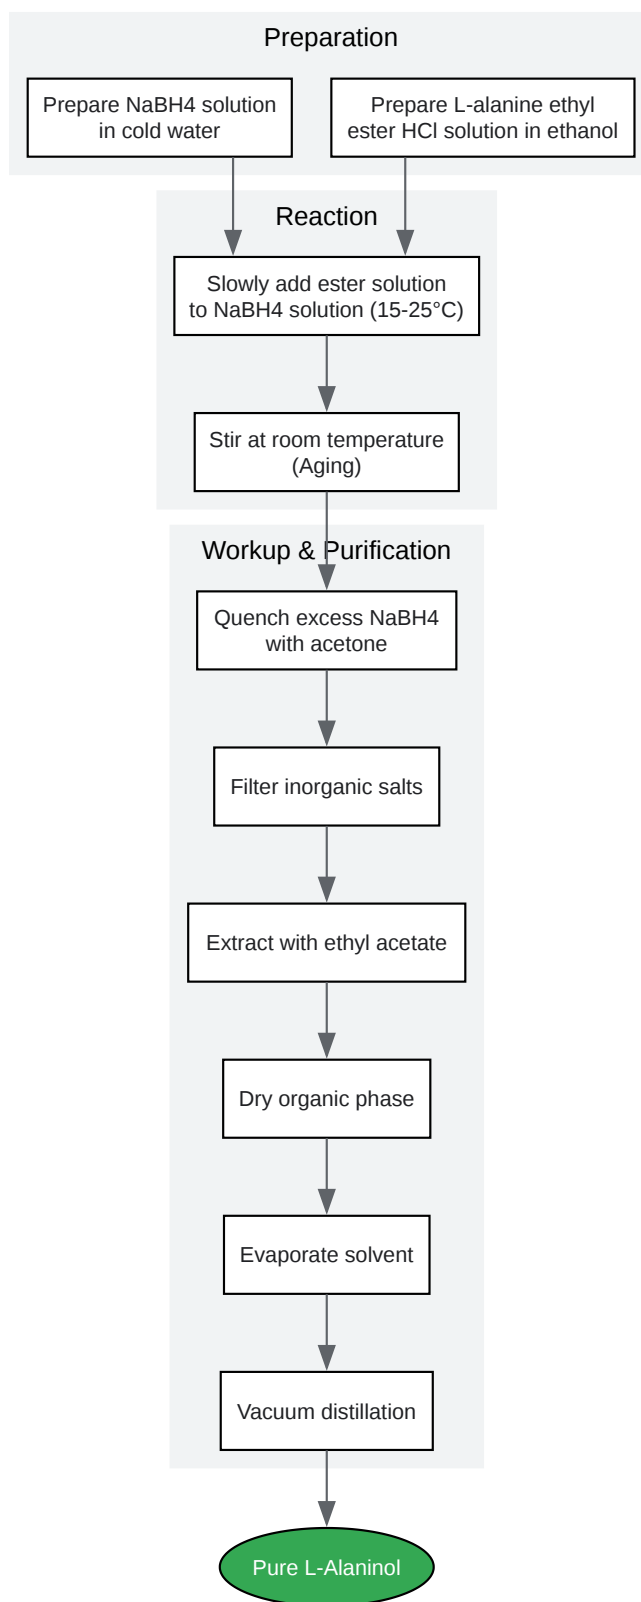 Preparation
Prepare NaBH4 solution
in cold water
Prepare L-alanine ethyl
ester HCl solution in ethanol
Reaction
Slowly add ester solution
to NaBH4 solution (15-25°C)
Stir at room temperature
(Aging)
Workup & Purification
Quench excess NaBH4
with acetone
Filter inorganic salts
Extract with ethyl acetate
Dry organic phase
Evaporate solvent
Vacuum distillation
Pure L-Alaninol